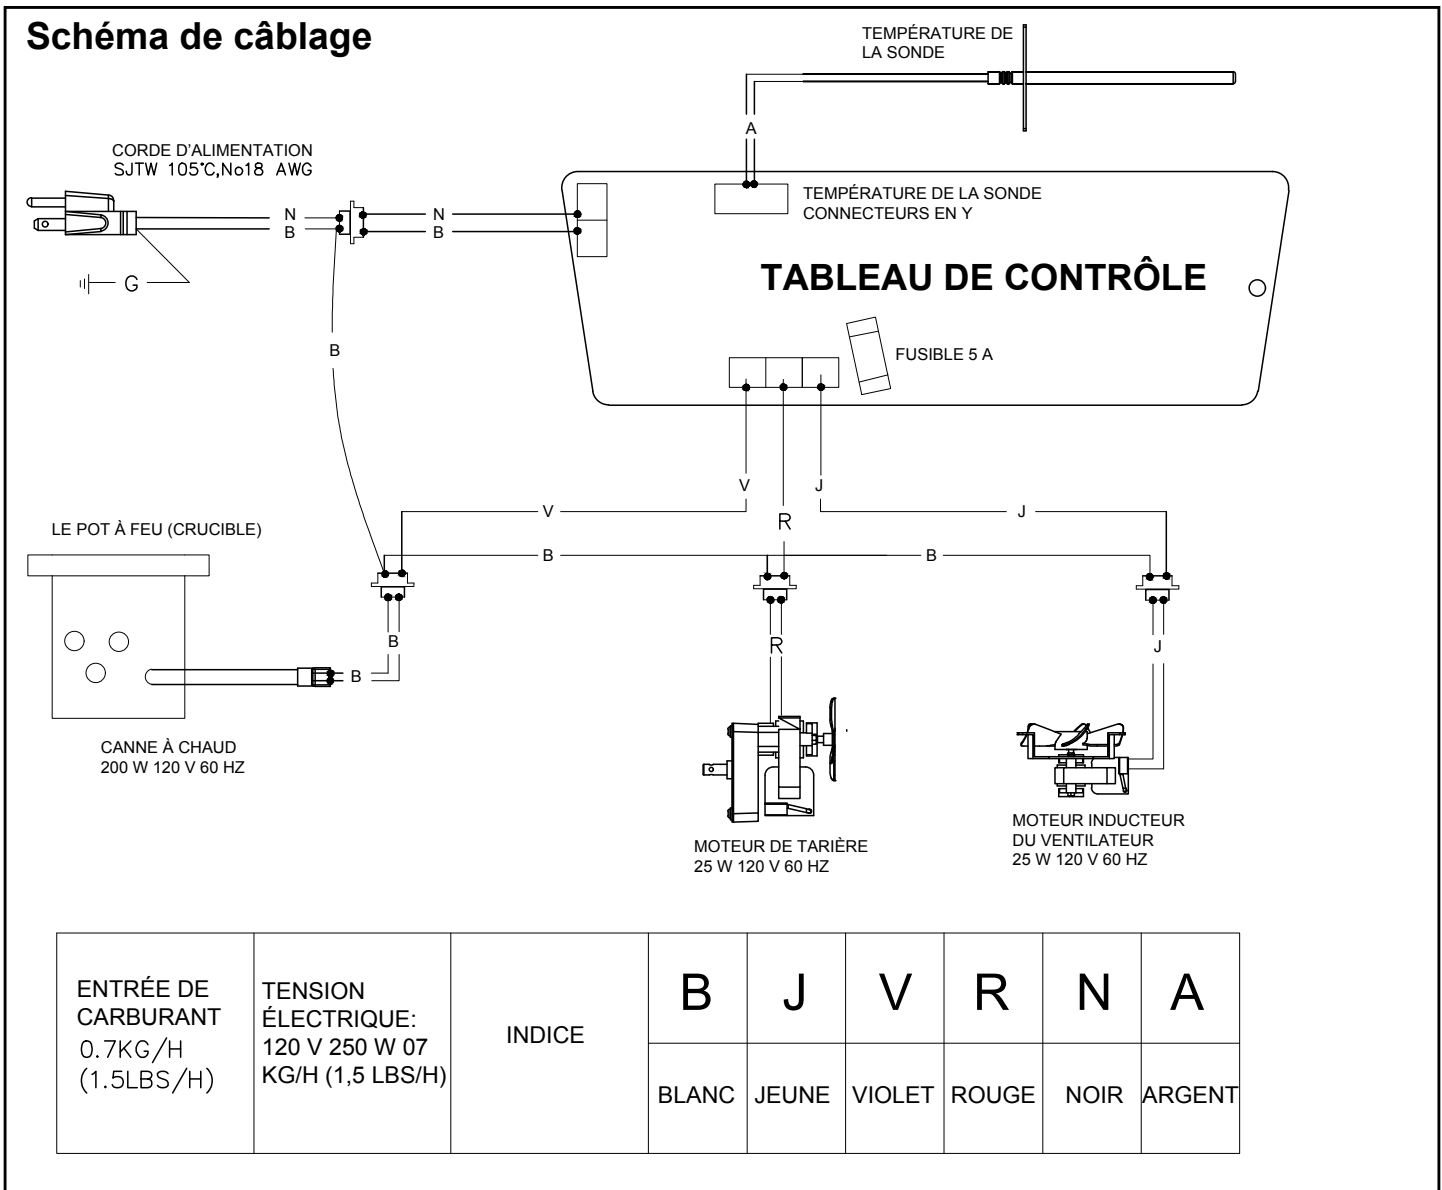 Schéma de câblage
TEMPÉRATURE DE
LA SONDE
A
CORDE D'ALIMENTATION
SJTW 105°C,No18 AWG
N
B
N
B
G
TEMPÉRATURE DE LA SONDE
CONNECTEURS EN Y
TABLEAU DE CONTRÔLE
FUSIBLE 5 A
B
V
J
V
R
J
B
B
LE POT À FEU (CRUCIBLE)
B
B
R
J
CANNE À CHAUD
200 W 120 V 60 HZ
MOTEUR DE TARIÈRE
25 W 120 V 60 HZ
MOTEUR INDUCTEUR
DU VENTILATEUR
25 W 120 V 60 HZ
ENTRÉE DE
CARBURANT
0.7KG/H
(1.5LBS/H)
TENSION
ÉLECTRIQUE:
120 V 250 W 07
KG/H (1,5 LBS/H)
INDICE
B J V R N A
BLANC JEUNE VIOLET ROUGE NOIR ARGENT